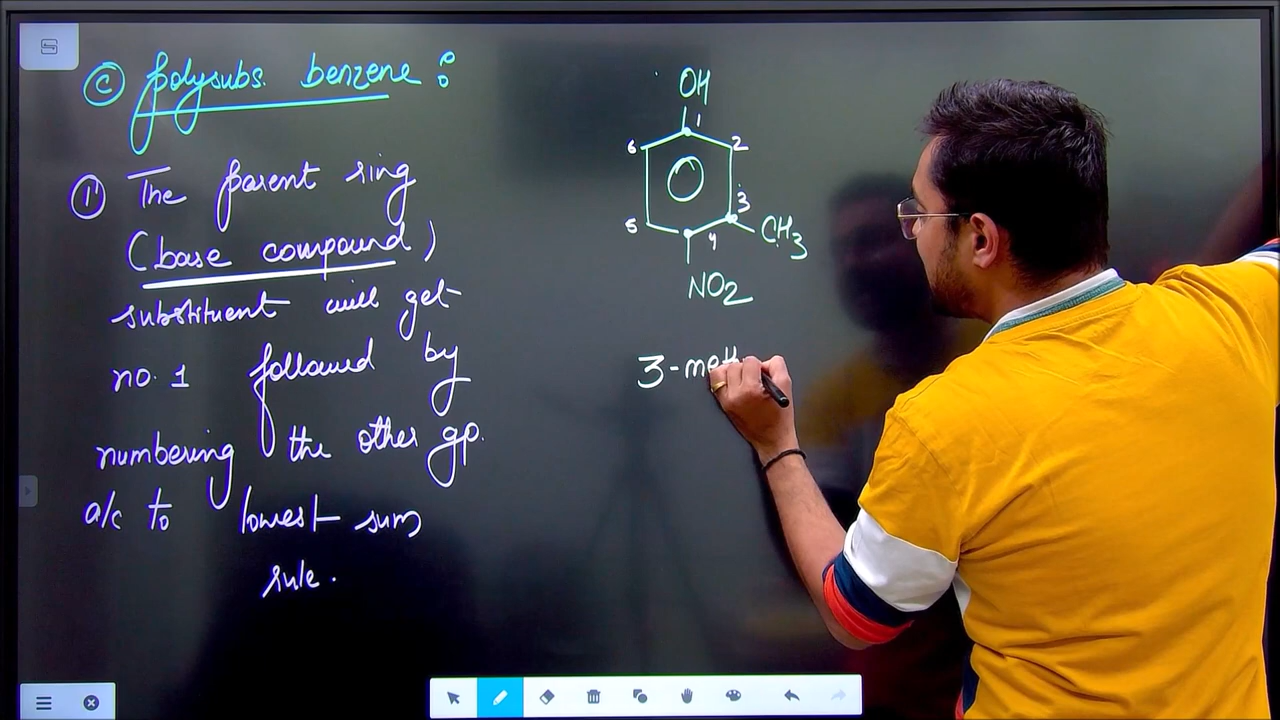 © polysubs. benzene :
① The parent ring
(base compound)
substituent will get
no. 1 followed by
numbering the other gp.
a/c to lowest sum
rule.
OH
1
6 2
3
5 4
CH3
NO2
3-meth